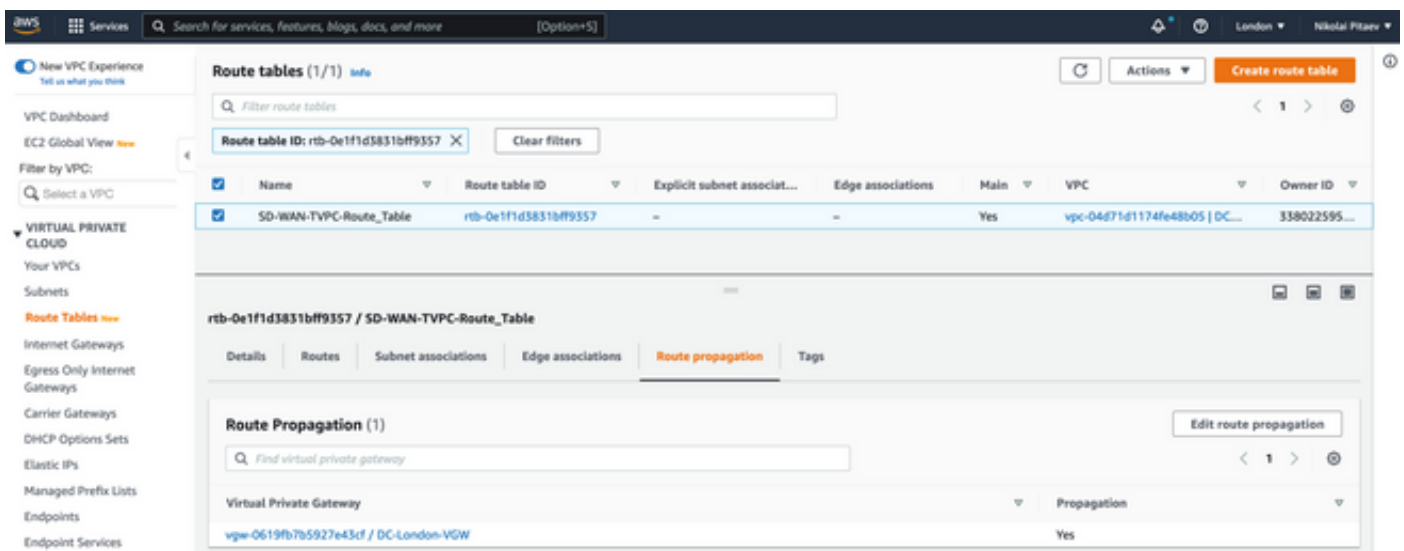 aws Services Search for services, features, blogs, docs, and more [Option+S] London ▼ Nikolai Pitaev ▼
New VPC Experience
Tell us what you think
VPC Dashboard
EC2 Global View New
Filter by VPC:
Select a VPC
VIRTUAL PRIVATE
CLOUD
Your VPCs
Subnets
Route Tables New
Internet Gateways
Egress Only Internet
Gateways
Carrier Gateways
DHCP Options Sets
Elastic IPs
Managed Prefix Lists
Endpoints
Endpoint Services
Route tables (1/1) Info Actions ▼ Create route table
Filter route tables < 1 >
Route table ID: rtb-0e1f1d3831bff9357 X Clear filters
Name Route table ID Explicit subnet associat... Edge associations Main VPC Owner ID
SD-WAN-TVPC-Route_Table rtb-0e1f1d3831bff9357 – – Yes vpc-04d71d1174fe48b05 | DC... 338022595...
rtb-0e1f1d3831bff9357 / SD-WAN-TVPC-Route_Table
Details Routes Subnet associations Edge associations Route propagation Tags
Route Propagation (1) Edit route propagation
Find virtual private gateway < 1 >
Virtual Private Gateway Propagation
vgw-0619fb7b5927e43cf / DC-London-VGW Yes